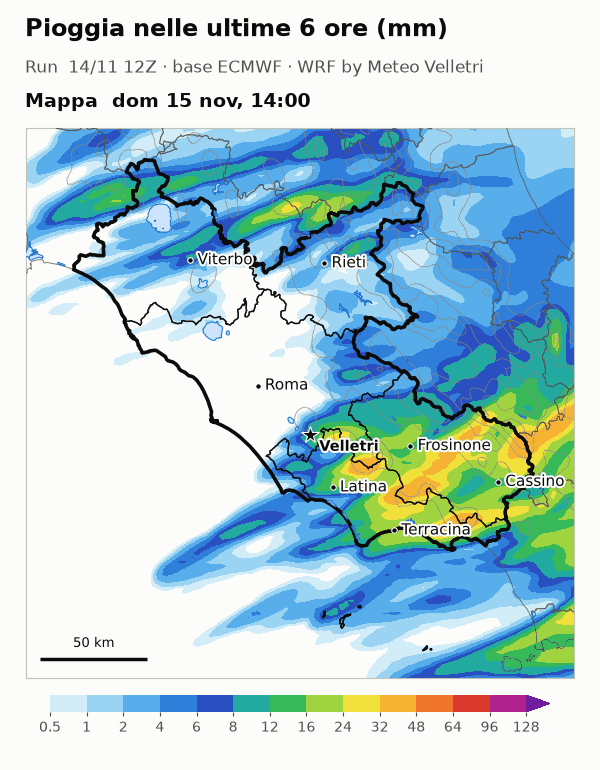 Pioggia nelle ultime 6 ore (mm)
Run 14/11 12Z · base ECMWF · WRF by Meteo Velletri
Mappa dom 15 nov, 14:00
Viterbo
Rieti
Roma
Velletri
Frosinone
Latina
Cassino
Terracina
50 km
0.5 1 2 4 6 8 12 16 24 32 48 64 96 128